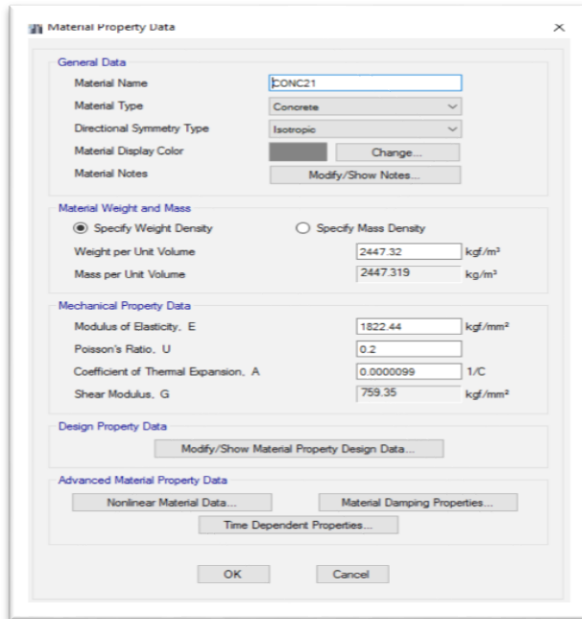 Material Property Data
General Data
Material Name CONC21
Material Type Concrete
Directional Symmetry Type Isotropic
Material Display Color Change...
Material Notes Modify/Show Notes...
Material Weight and Mass
Specify Weight Density Specify Mass Density
Weight per Unit Volume 2447.32 kgf/m³
Mass per Unit Volume 2447.319 kg/m³
Mechanical Property Data
Modulus of Elasticity, E 1822.44 kgf/mm²
Poisson's Ratio, U 0.2
Coefficient of Thermal Expansion, A 0.0000099 1/C
Shear Modulus, G 759.35 kgf/mm²
Design Property Data
Modify/Show Material Property Design Data...
Advanced Material Property Data
Nonlinear Material Data... Material Damping Properties...
Time Dependent Properties...
OK Cancel